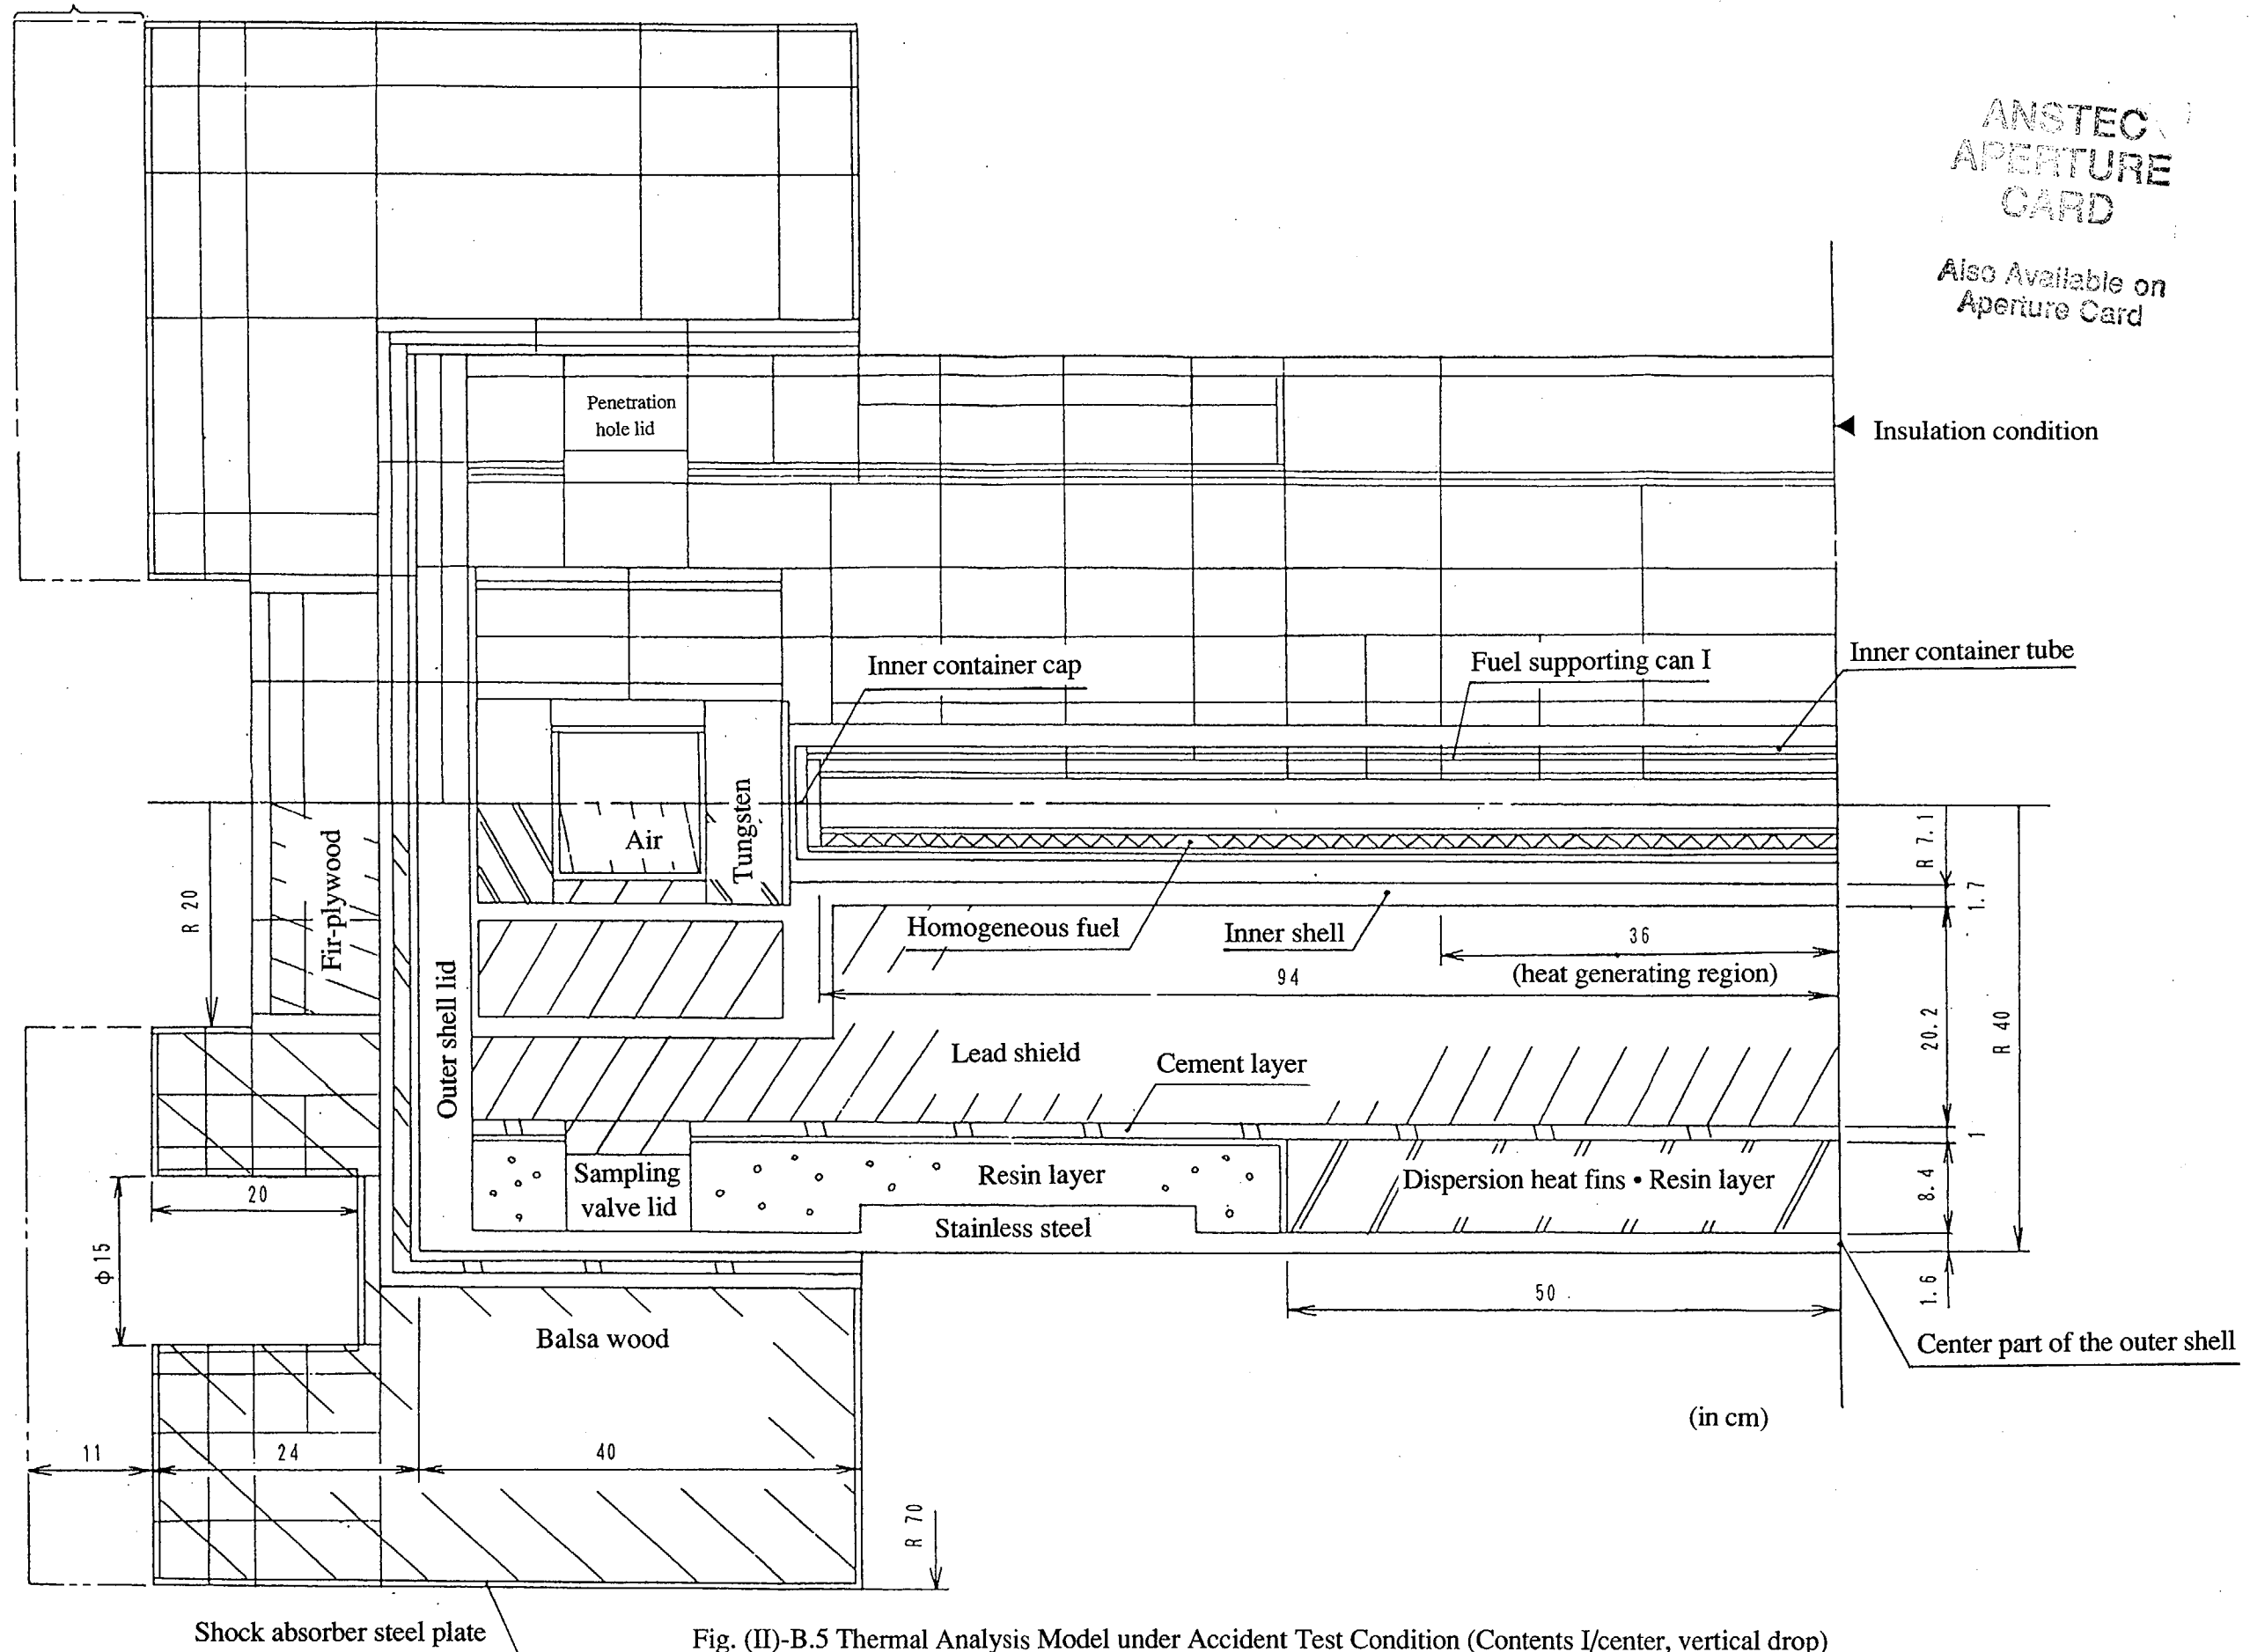 ANSTEC
APERTURE
CARD
Also Available on
Aperture Card
Penetration
hole lid
Insulation condition
Inner container cap
Fuel supporting can I
Inner container tube
Fir-plywood
Air
Tungsten
R 20
R 7.1
1.7
Homogeneous fuel
Inner shell
36
(heat generating region)
94
Outer shell lid
Lead shield
Cement layer
20.2
R 40
1
20
Sampling
valve lid
Resin layer
Dispersion heat fins • Resin layer
8.4
Stainless steel
φ15
50
1.6
Balsa wood
Center part of the outer shell
(in cm)
11
24
40
R 70
Shock absorber steel plate
Fig. (II)-B.5 Thermal Analysis Model under Accident Test Condition (Contents I/center, vertical drop)